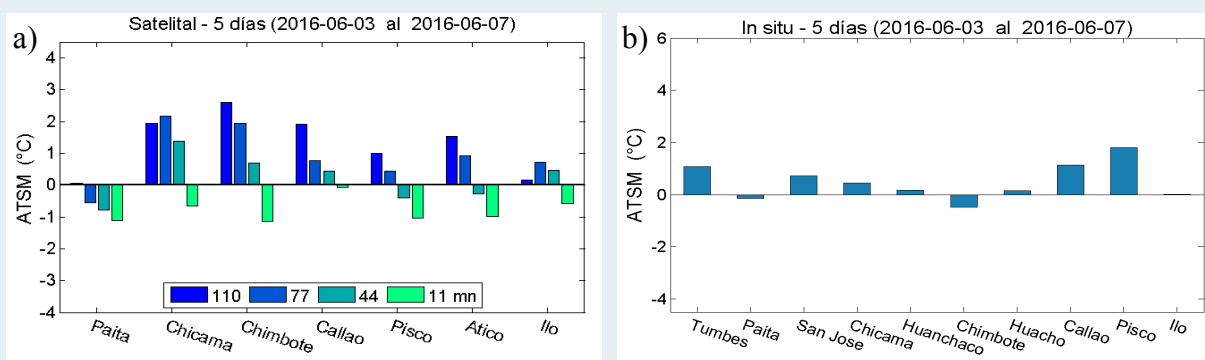 a)
Satelital - 5 días (2016-06-03 al 2016-06-07)
ATSM (°C)
4
3
2
1
0
-1
-2
-3
-4
110 77 44 11 mn
Paita Chicama Chimbote Callao Pisco Atico Ilo
b)
In situ - 5 días (2016-06-03 al 2016-06-07)
ATSM (°C)
6
4
2
0
-2
-4
Tumbes Paita San Jose Chicama Huanchaco Chimbote Huacho Callao Pisco Ilo